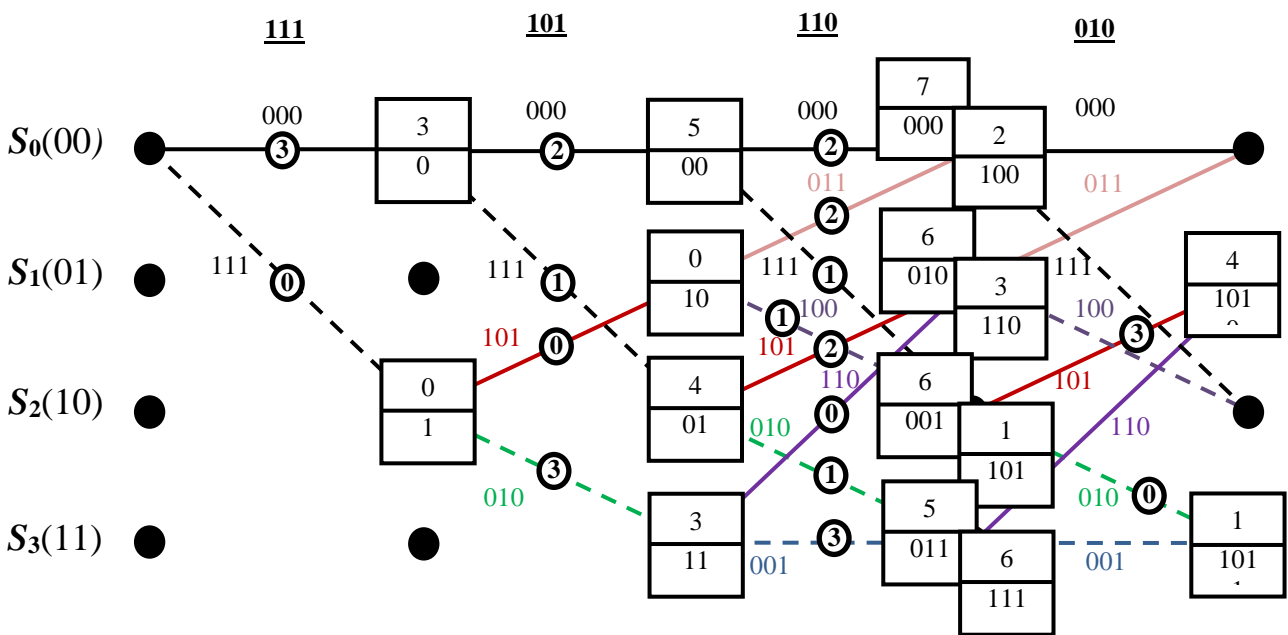 111 101 110 010
S0(00) 000 3 3 0 000 2 5 00 000 2 7 000 2 100 000
011 2 011
S1(01) 111 0 111 1 0 10 111 1 6 010 3 110 111 4 101
101 0 1 100 101 2 110 100 3 101
S2(10) 0 1 4 01 0 6 001 1 101 110
010 3 010 1 010 0
S3(11) 3 11 001 3 5 011 6 111 001 1 101